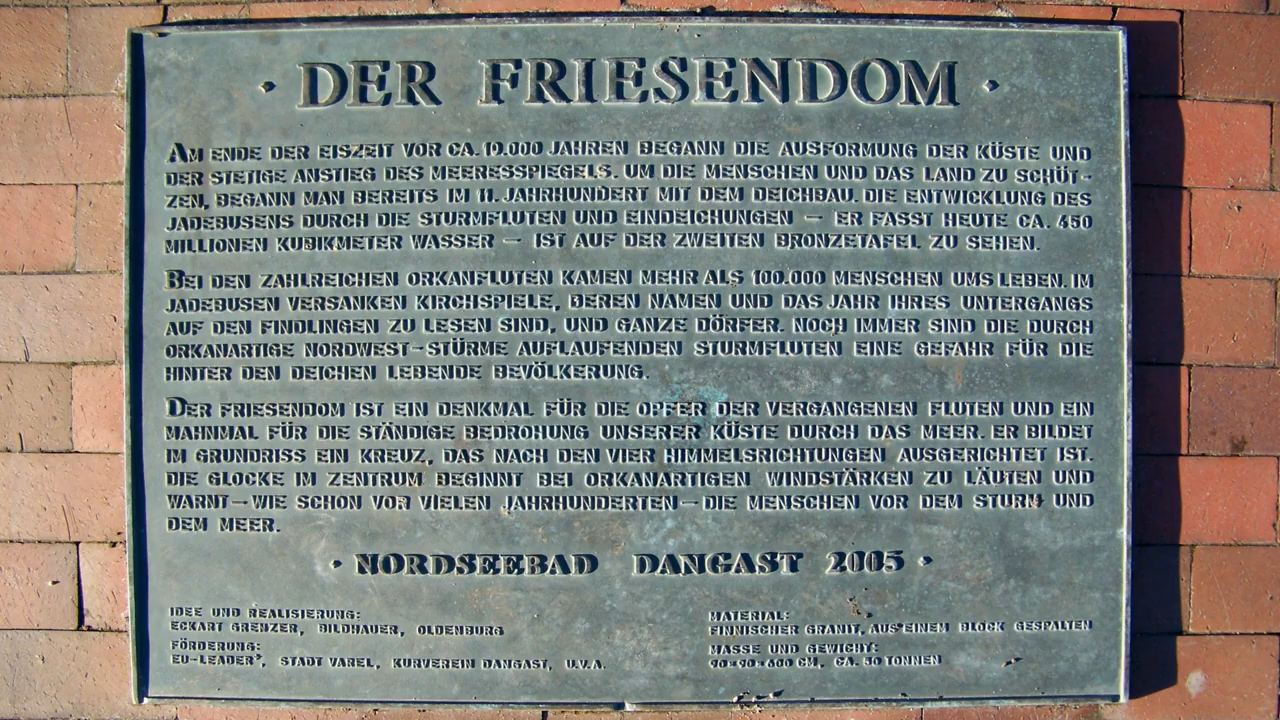 · DER FRIESENDOM ·
AM ENDE DER EISZEIT VOR CA. 19.000 JAHREN BEGANN DIE AUSFORMUNG DER KÜSTE UND
DER STETIGE ANSTIEG DES MEERESSPIEGELS. UM DIE MENSCHEN UND DAS LAND ZU SCHÜT-
ZEN, BEGANN MAN BEREITS IM 11. JAHRHUNDERT MIT DEM DEICHBAU. DIE ENTWICKLUNG DES
JADEBUSENS DURCH DIE STURMFLUTEN UND EINDEICHUNGEN — ER FASST HEUTE CA. 450
MILLIONEN KUBIKMETER WASSER — IST AUF DER ZWEITEN BRONZETAFEL ZU SEHEN.
BEI DEN ZAHLREICHEN ORKANFLUTEN KAMEN MEHR ALS 100.000 MENSCHEN UMS LEBEN. IM
JADEBUSEN VERSANKEN KIRCHSPIELE, DEREN NAMEN UND DAS JAHR IHRES UNTERGANGS
AUF DEN FINDLINGEN ZU LESEN SIND, UND GANZE DÖRFER. NOCH IMMER SIND DIE DURCH
ORKANARTIGE NORDWEST-STÜRME AUFLAUFENDEN STURMFLUTEN EINE GEFAHR FÜR DIE
HINTER DEN DEICHEN LEBENDE BEVÖLKERUNG.
DER FRIESENDOM IST EIN DENKMAL FÜR DIE OPFER DER VERGANGENEN FLUTEN UND EIN
MAHNMAL FÜR DIE STÄNDIGE BEDROHUNG UNSERER KÜSTE DURCH DAS MEER. ER BILDET
IM GRUNDRISS EIN KREUZ, DAS NACH DEN VIER HIMMELSRICHTUNGEN AUSGERICHTET IST.
DIE GLOCKE IM ZENTRUM BEGINNT BEI ORKANARTIGEN WINDSTÄRKEN ZU LÄUTEN UND
WARNT — WIE SCHON VOR VIELEN JAHRHUNDERTEN — DIE MENSCHEN VOR DEM STURM UND
DEM MEER.
· NORDSEEBAD DANGAST 2005 ·
IDEE UND REALISIERUNG:
ECKART GRENZER, BILDHAUER, OLDENBURG
FÖRDERUNG:
EU-LEADER+, STADT VAREL, KURVEREIN DANGAST, U.V.A.
MATERIAL:
FINNISCHER GRANIT, AUS EINEM BLOCK GESPALTEN
MASSE UND GEWICHT:
90×90×600 CM, CA. 50 TONNEN